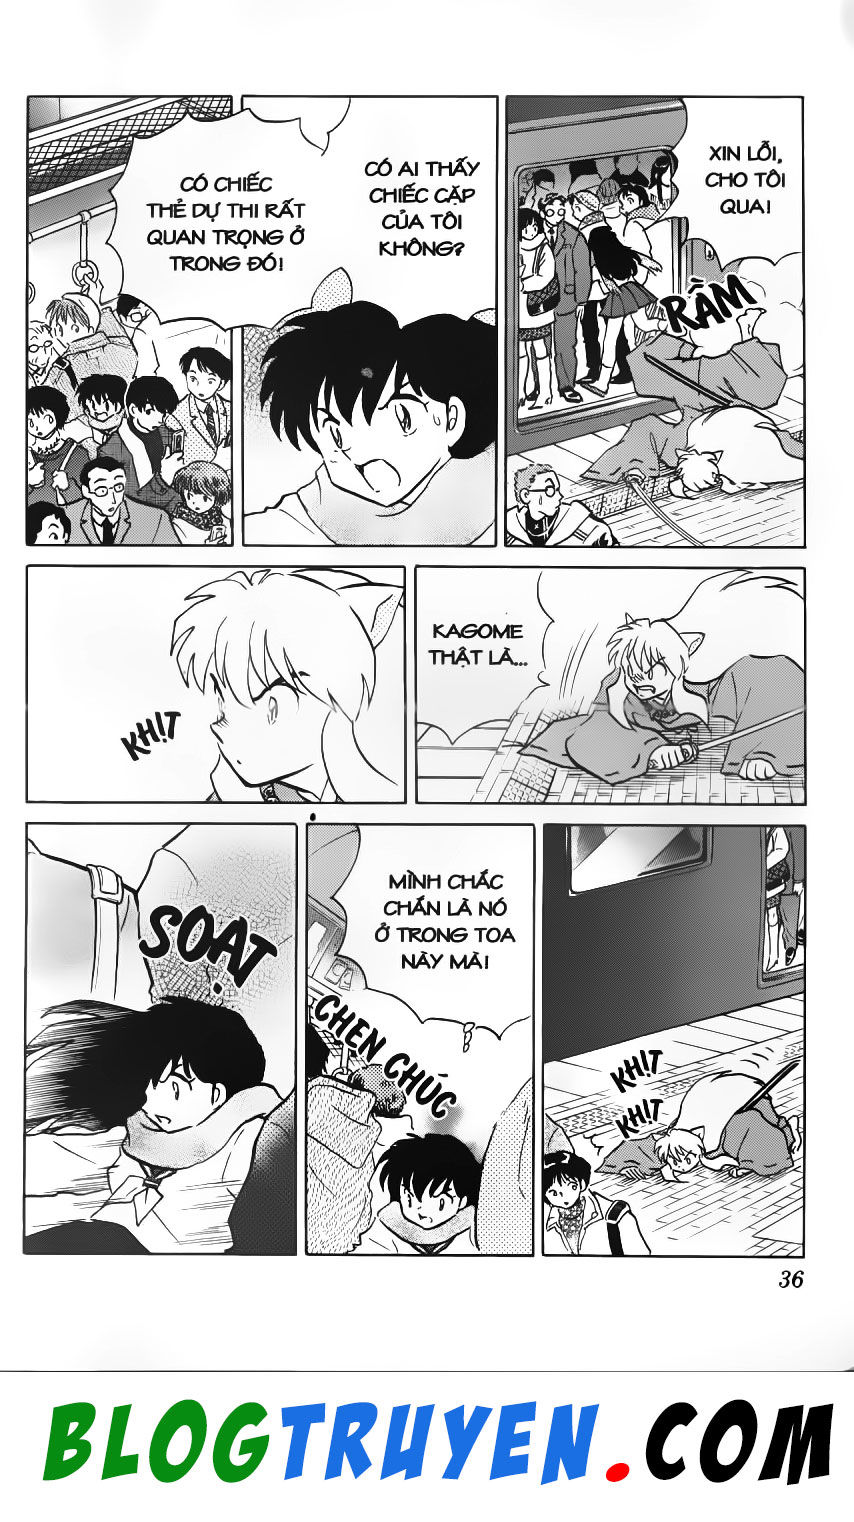 XIN LỖI,
CHO TÔI
QUA!
RẦM
CÓ AI THẤY
CHIẾC CẶP
CỦA TÔI
KHÔNG?
CÓ CHIẾC
THẺ DỰ THI RẤT
QUAN TRỌNG Ở
TRONG ĐÓ!
KAGOME
THẬT LÀ...
KHỊT
KHỊT
KHỊT
MÌNH CHẮC
CHẮN LÀ NÓ
Ở TRONG TOA
NÀY MÀ!
CHEN CHÚC
SOẠT
36
BLOGTRUYEN.COM